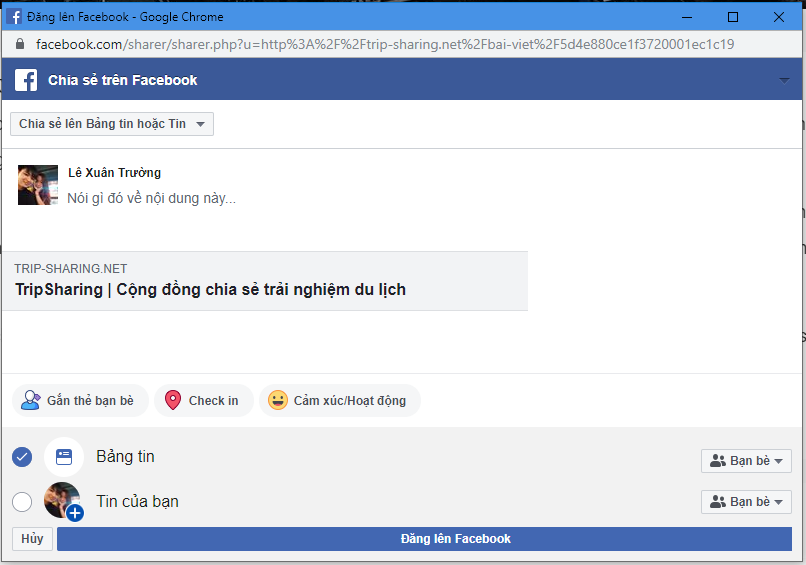 Đăng lên Facebook - Google Chrome
facebook.com/sharer/sharer.php?u=http%3A%2F%2Ftrip-sharing.net%2Fbai-viet%2F5d4e880ce1f3720001ec1c19
Chia sẻ trên Facebook
Chia sẻ lên Bảng tin hoặc Tin
Lê Xuân Trường
Nói gì đó về nội dung này...
TRIP-SHARING.NET
TripSharing | Cộng đồng chia sẻ trải nghiệm du lịch
Gắn thẻ bạn bè Check in Cảm xúc/Hoạt động
Bảng tin Bạn bè
Tin của bạn Bạn bè
Hủy Đăng lên Facebook